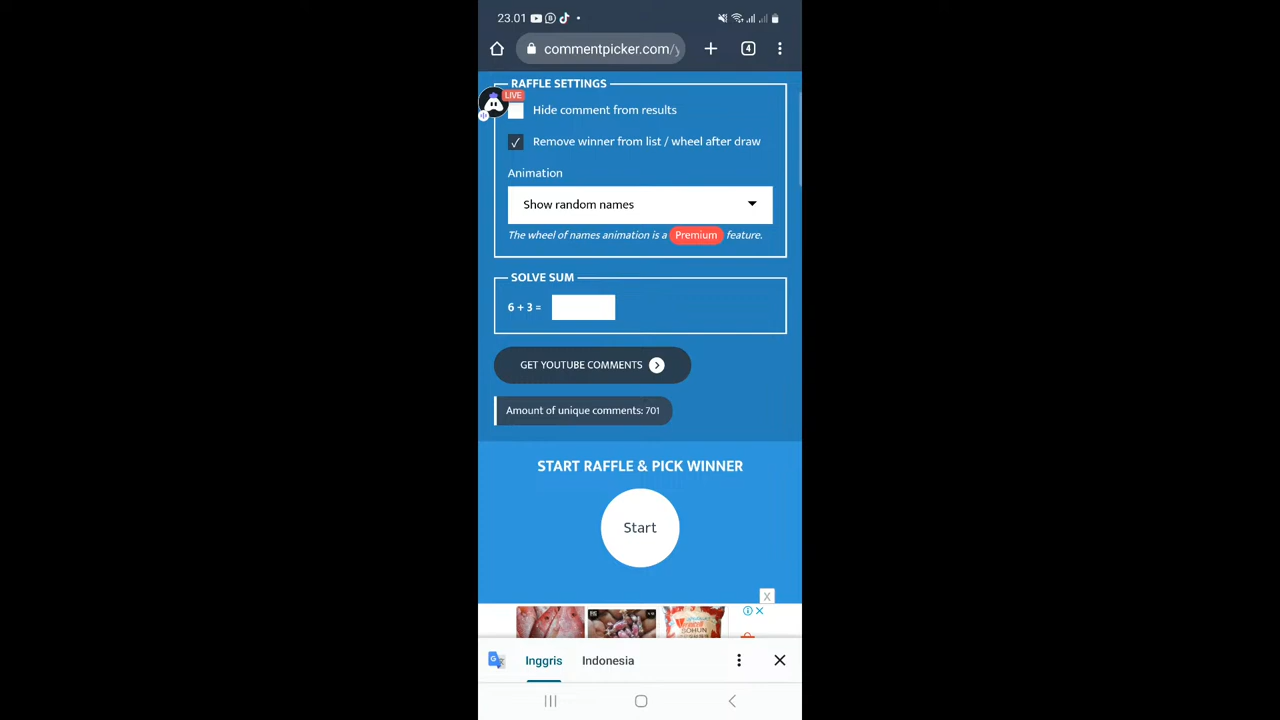 23.01
commentpicker.com/y
4
RAFFLE SETTINGS
LIVE
Hide comment from results
Remove winner from list / wheel after draw
Animation
Show random names
The wheel of names animation is a Premium feature.
SOLVE SUM
6 + 3 =
GET YOUTUBE COMMENTS
Amount of unique comments: 701
START RAFFLE & PICK WINNER
Start
X
SOHUN
Inggris Indonesia